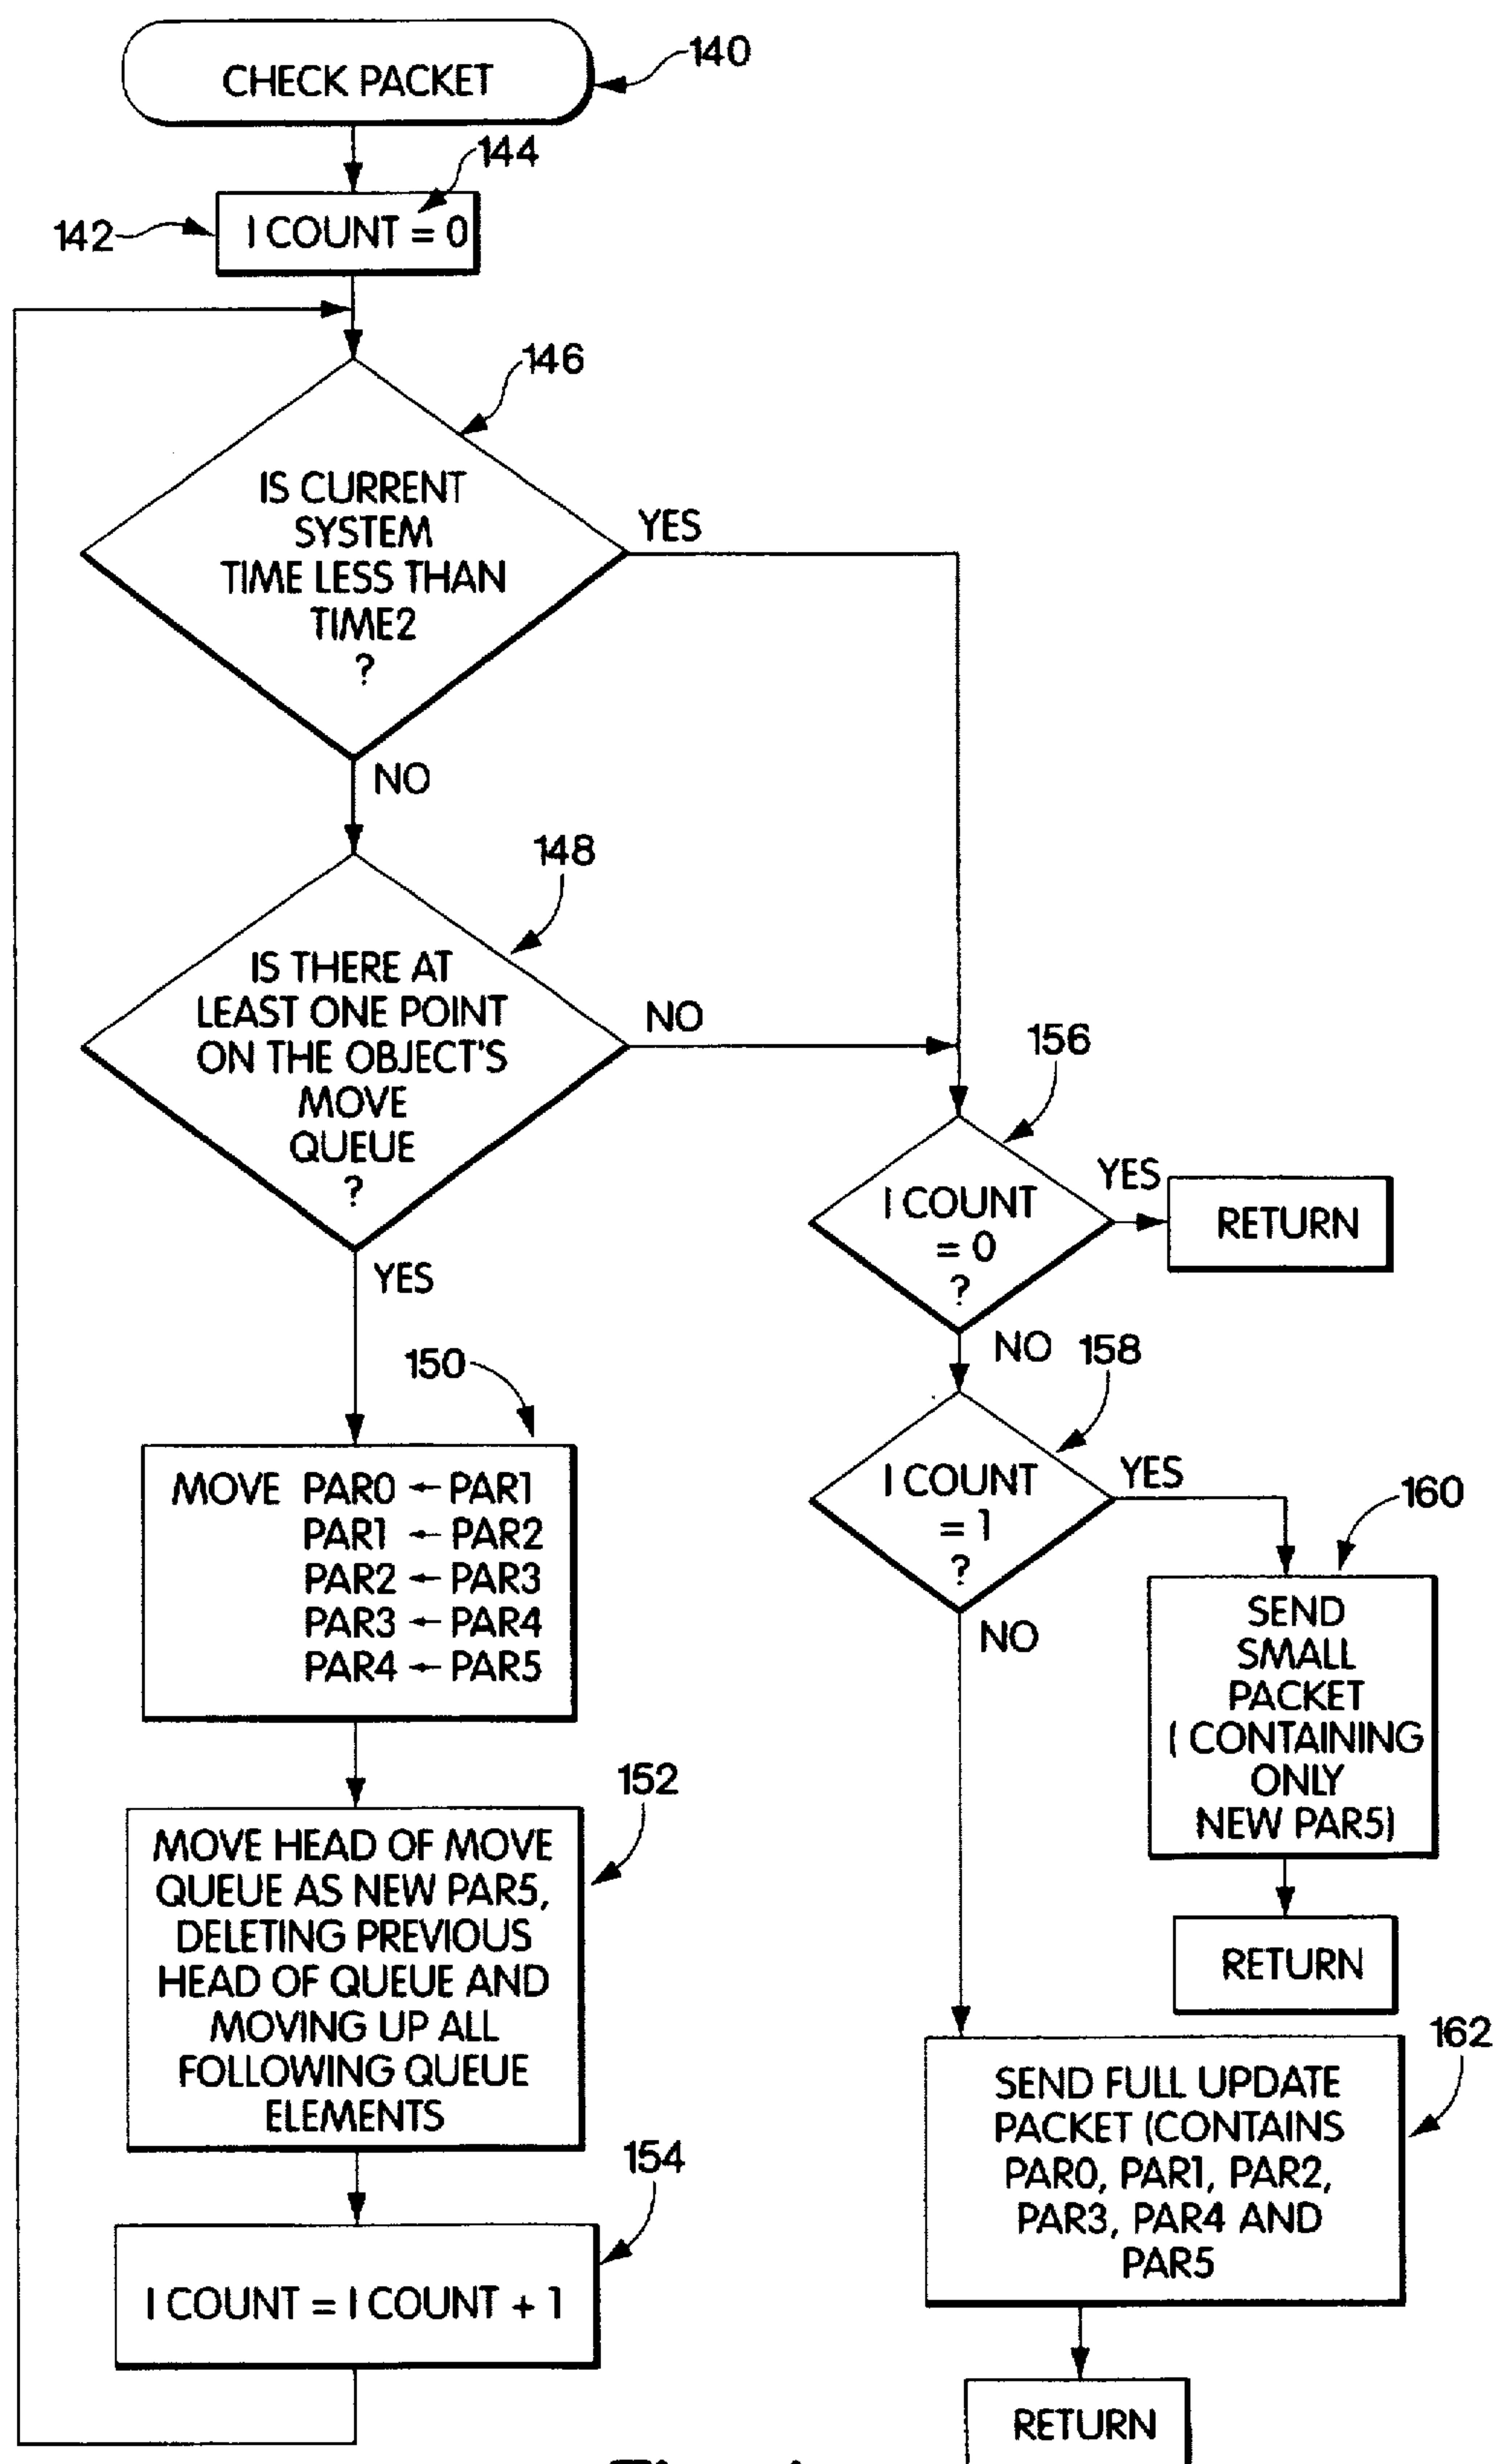 CHECK PACKET
140
144
142
I COUNT = 0
146
IS CURRENT
SYSTEM
TIME LESS THAN
TIME2
?
YES
NO
148
IS THERE AT
LEAST ONE POINT
ON THE OBJECT'S
MOVE
QUEUE
?
NO
YES
156
I COUNT
= 0
?
YES
RETURN
NO
158
I COUNT
= 1
?
YES
NO
160
SEND
SMALL
PACKET
( CONTAINING
ONLY
NEW PAR5)
RETURN
150
MOVE PAR0 ← PAR1
PAR1 ← PAR2
PAR2 ← PAR3
PAR3 ← PAR4
PAR4 ← PAR5
152
MOVE HEAD OF MOVE
QUEUE AS NEW PAR5,
DELETING PREVIOUS
HEAD OF QUEUE AND
MOVING UP ALL
FOLLOWING QUEUE
ELEMENTS
154
I COUNT = I COUNT + 1
162
SEND FULL UPDATE
PACKET (CONTAINS
PAR0, PAR1, PAR2,
PAR3, PAR4 AND
PAR5
RETURN